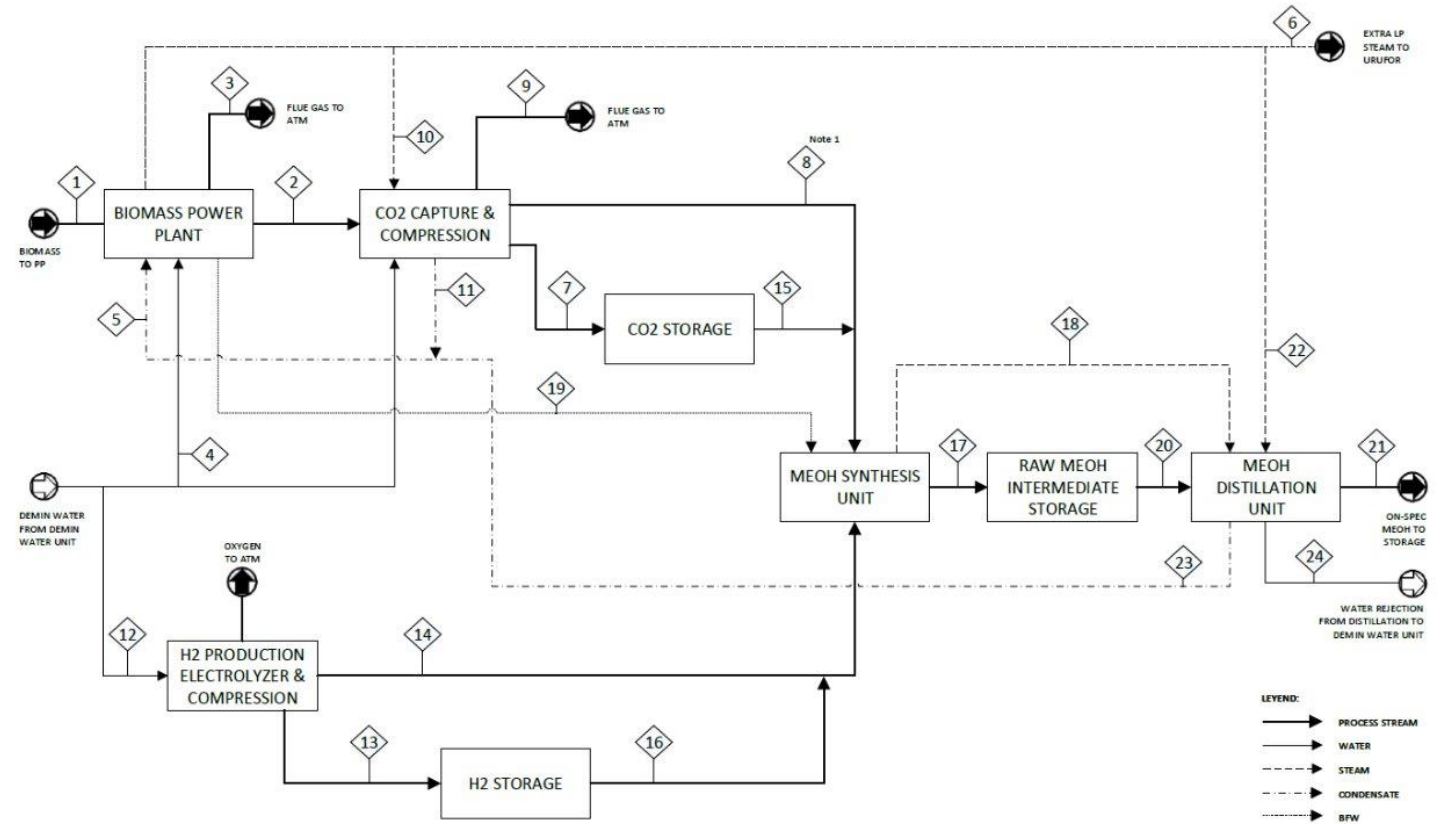 6
EXTRA LP
STEAM TO
URUFOR
3
FLUE GAS TO
ATM
9
FLUE GAS TO
ATM
10
Note 1
8
1
2
BIOMASS POWER
PLANT
CO2 CAPTURE &
COMPRESSION
BIOMASS
TO PP
5
11
7
15
CO2 STORAGE
18
22
19
4
17
20
21
MEOH SYNTHESIS
UNIT
RAW MEOH
INTERMEDIATE
STORAGE
MEOH
DISTILLATION
UNIT
DEMIN WATER
FROM DEMIN
WATER UNIT
ON-SPEC
MEOH TO
STORAGE
OXYGEN
TO ATM
23
24
WATER REJECTION
FROM DISTILLATION TO
DEMIN WATER UNIT
12
14
H2 PRODUCTION
ELECTROLYZER &
COMPRESSION
13
16
H2 STORAGE
LEYEND:
PROCESS STREAM
WATER
STEAM
CONDENSATE
BFW